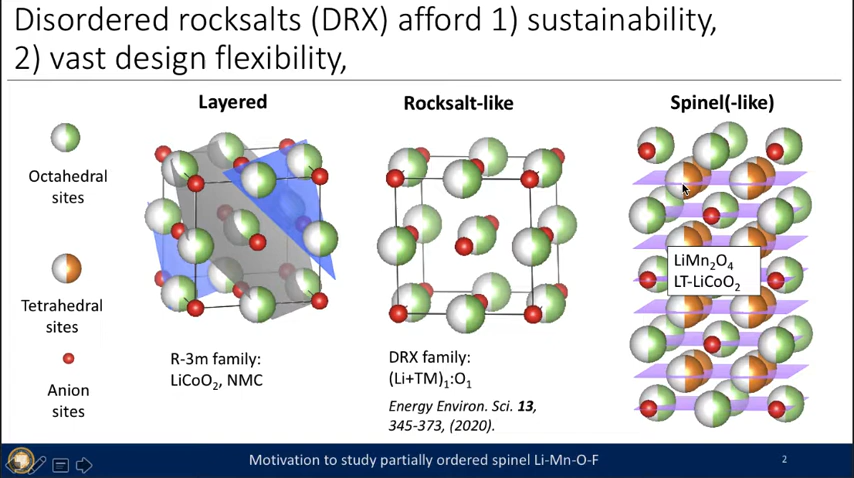 Disordered rocksalts (DRX) afford 1) sustainability,
2) vast design flexibility,
Layered
Rocksalt-like
Spinel(-like)
Octahedral
sites
Tetrahedral
sites
Anion
sites
R-3m family:
LiCoO₂, NMC
DRX family:
(Li+TM)₁:O₁
Energy Environ. Sci. 13,
345-373, (2020).
LiMn₂O₄
LT-LiCoO₂
Motivation to study partially ordered spinel Li-Mn-O-F
2